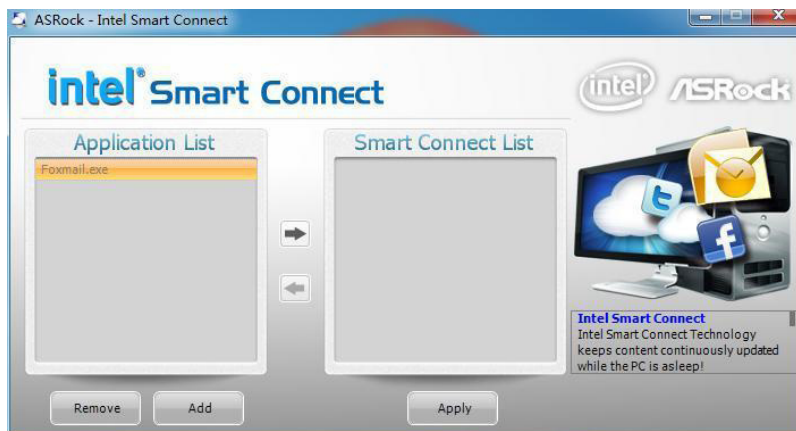 ASRock - Intel Smart Connect
intel® Smart Connect
intel ASRock
Application List
Smart Connect List
Foxmail.exe
Intel Smart Connect
Intel Smart Connect Technology
keeps content continuously updated
while the PC is asleep!
Remove
Add
Apply